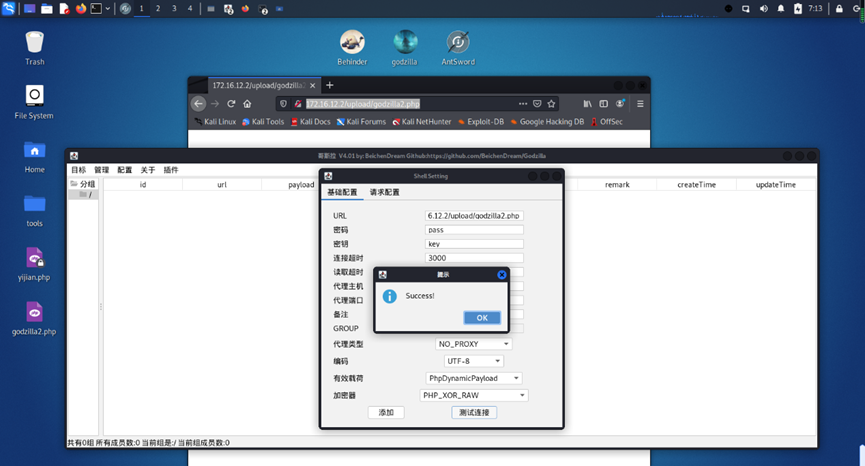 1 2 3 4
7:13
Trash
File System
Home
tools
yijian.php
godzilla2.php
Behinder
godzilla
AntSword
172.16.12.2/upload/godzilla2
172.16.12.2/upload/godzilla2.php
Kali Linux Kali Tools Kali Docs Kali Forums Kali NetHunter Exploit-DB Google Hacking DB OffSec
哥斯拉 V4.01 by: BeichenDream Github:https://github.com/BeichenDream/Godzilla
目标 管理 配置 关于 插件
分组
/
id url payload remark createTime updateTime
ShellSetting
基础配置 请求配置
URL 6.12.2/upload/godzilla2.php
密码 pass
密钥 key
连接超时 3000
读取超时
代理主机
代理端口
备注
GROUP
代理类型 NO_PROXY
编码 UTF-8
有效载荷 PhpDynamicPayload
加密器 PHP_XOR_RAW
添加 测试连接
提示
Success!
OK
共有0组 所有成员数:0 当前组是:/ 当前组成员数:0